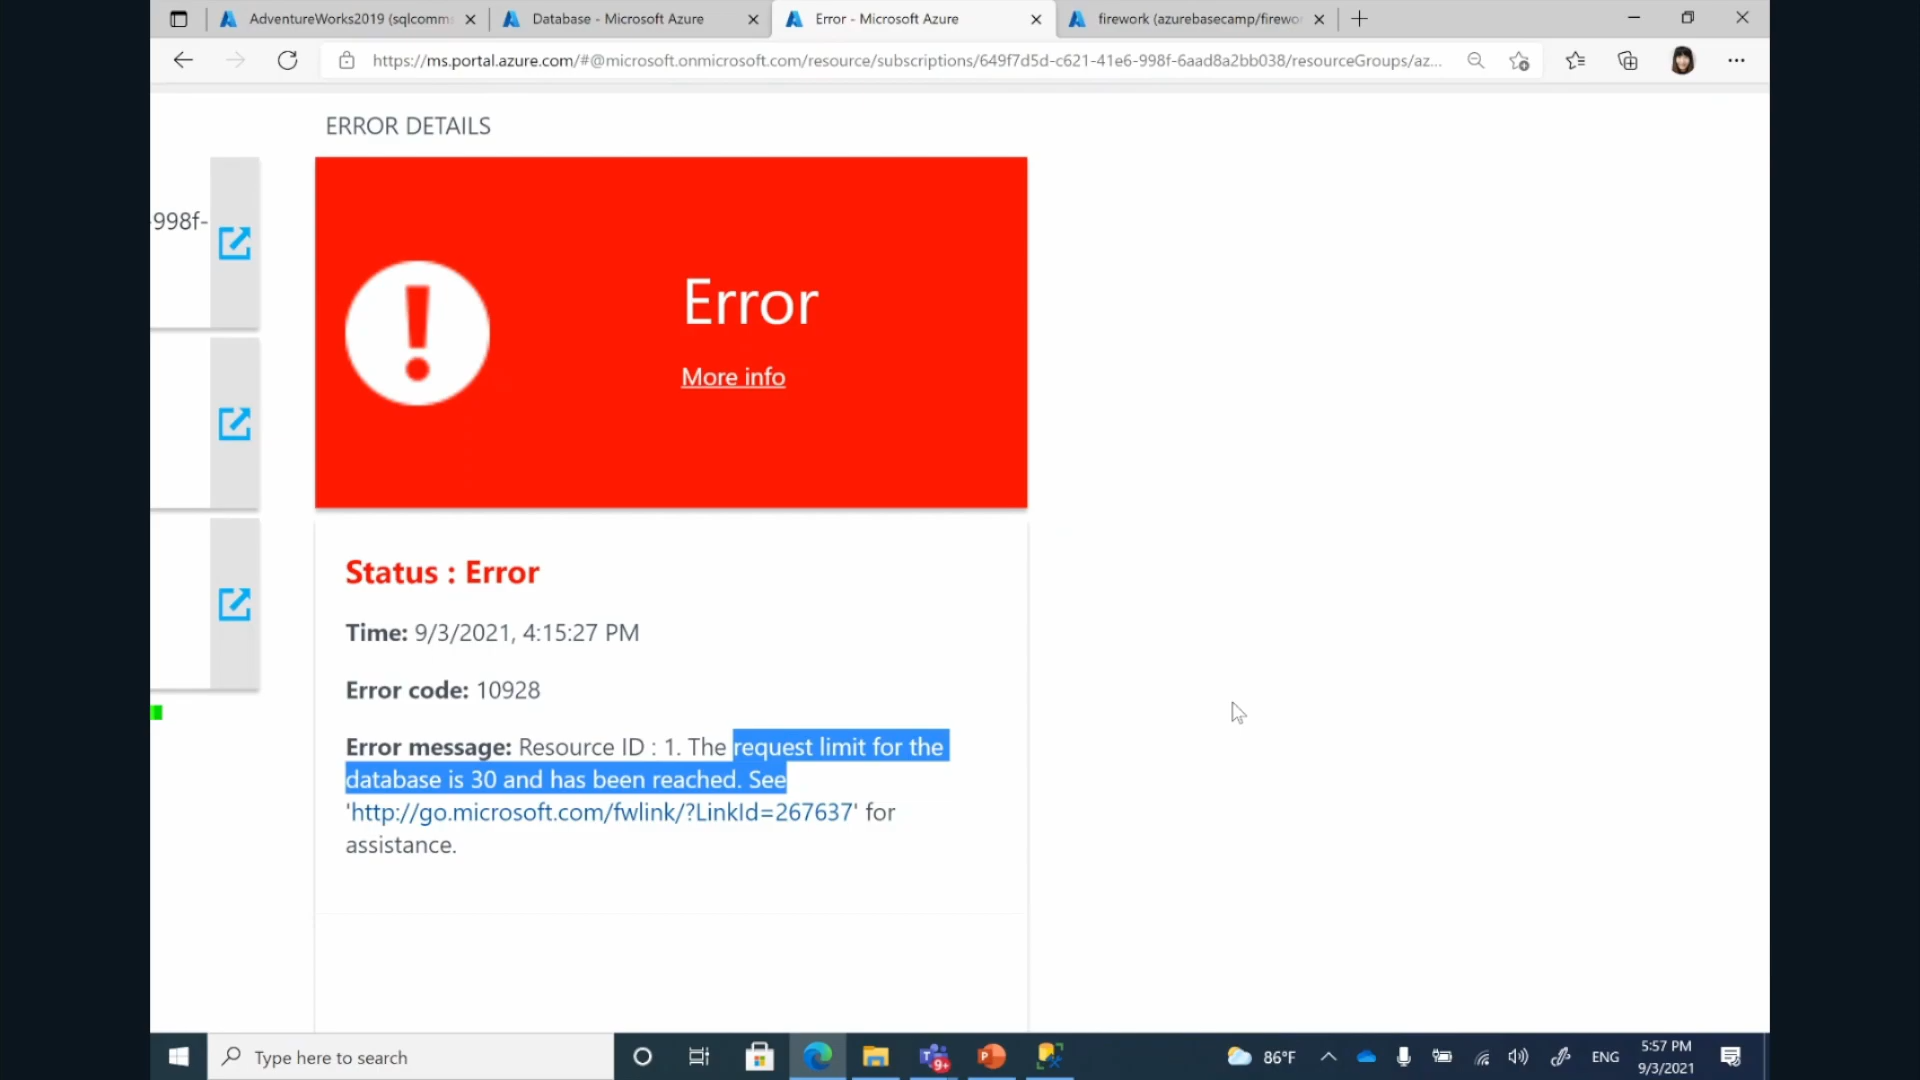 AdventureWorks2019 (sqlcomm
Database - Microsoft Azure
Error - Microsoft Azure
firework (azurebasecamp/firewo
https://ms.portal.azure.com/#@microsoft.onmicrosoft.com/resource/subscriptions/649f7d5d-c621-41e6-998f-6aad8a2bb038/resourceGroups/az...
ERROR DETAILS
-998f-
Error
More info
Status : Error
Time: 9/3/2021, 4:15:27 PM
Error code: 10928
Error message: Resource ID : 1. The request limit for the
database is 30 and has been reached. See
'http://go.microsoft.com/fwlink/?LinkId=267637' for
assistance.
Type here to search
9+
86°F
ENG
5:57 PM
9/3/2021